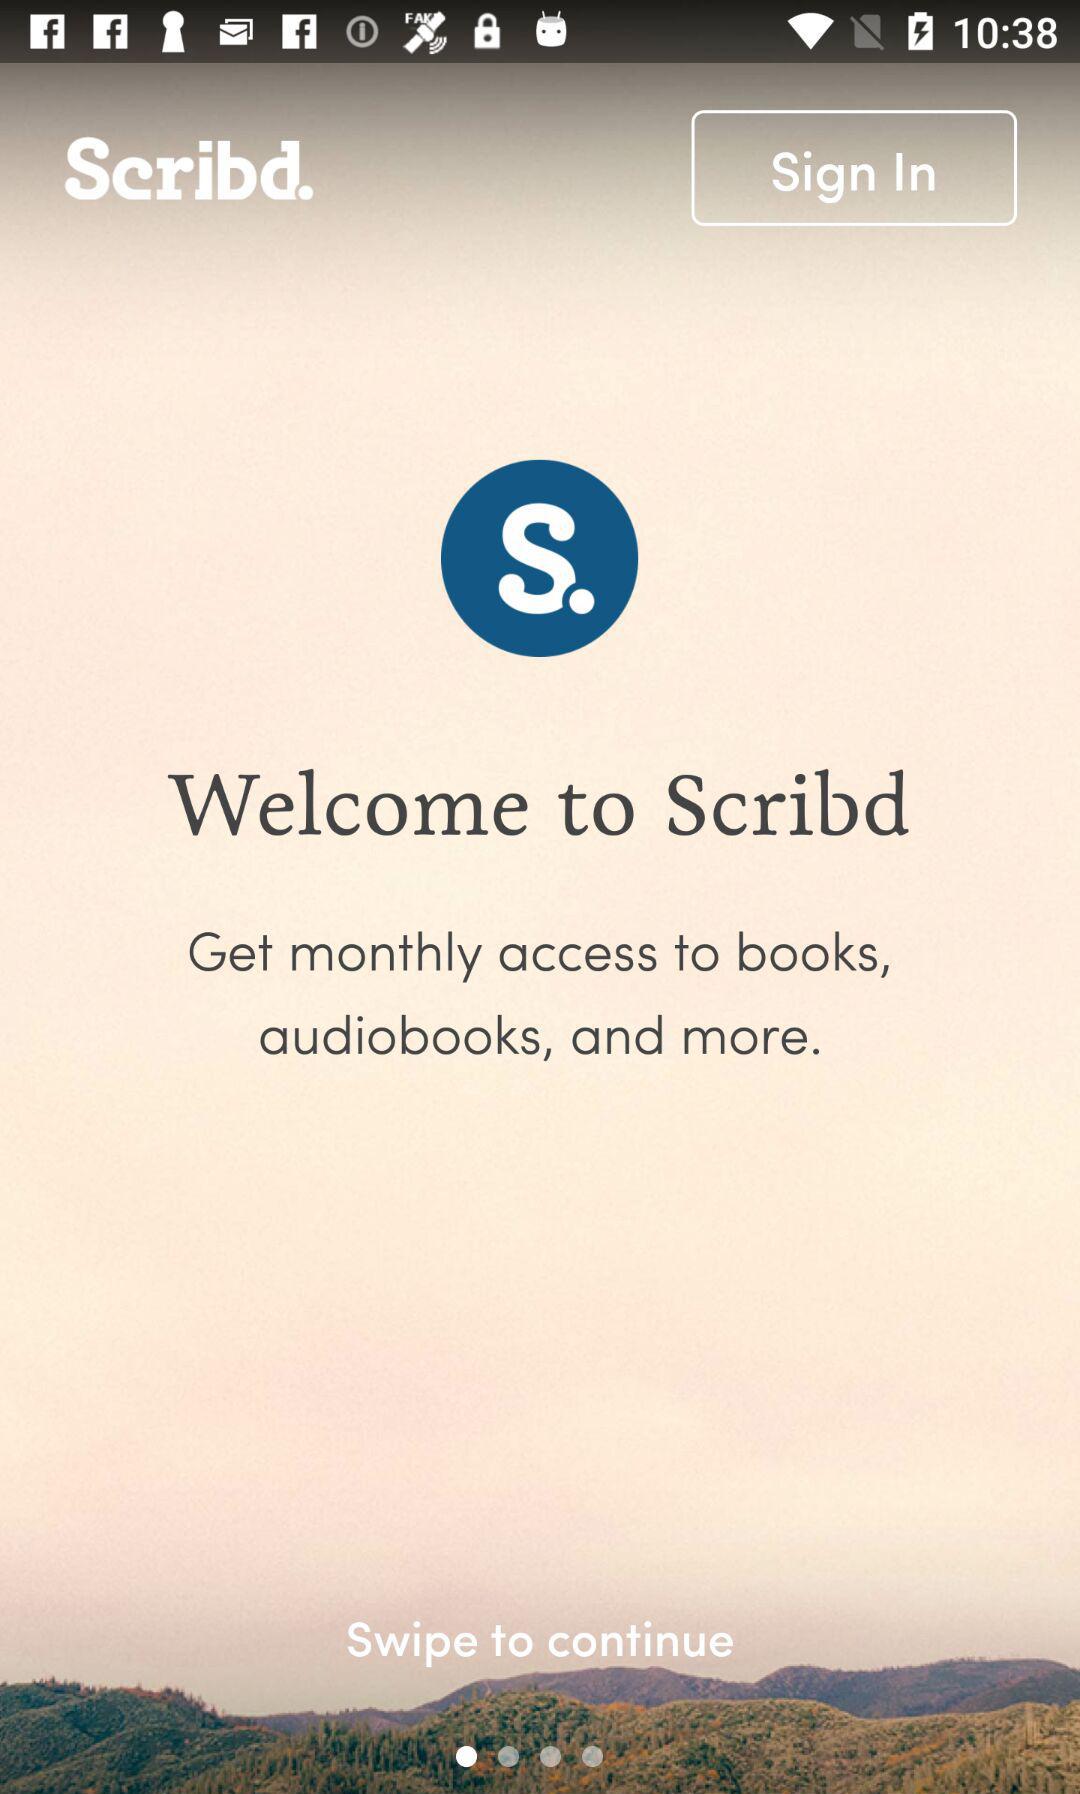 FAKE
10:38
Scribd.
Sign In
S.
Welcome to Scribd
Get monthly access to books,
audiobooks, and more.
Swipe to continue